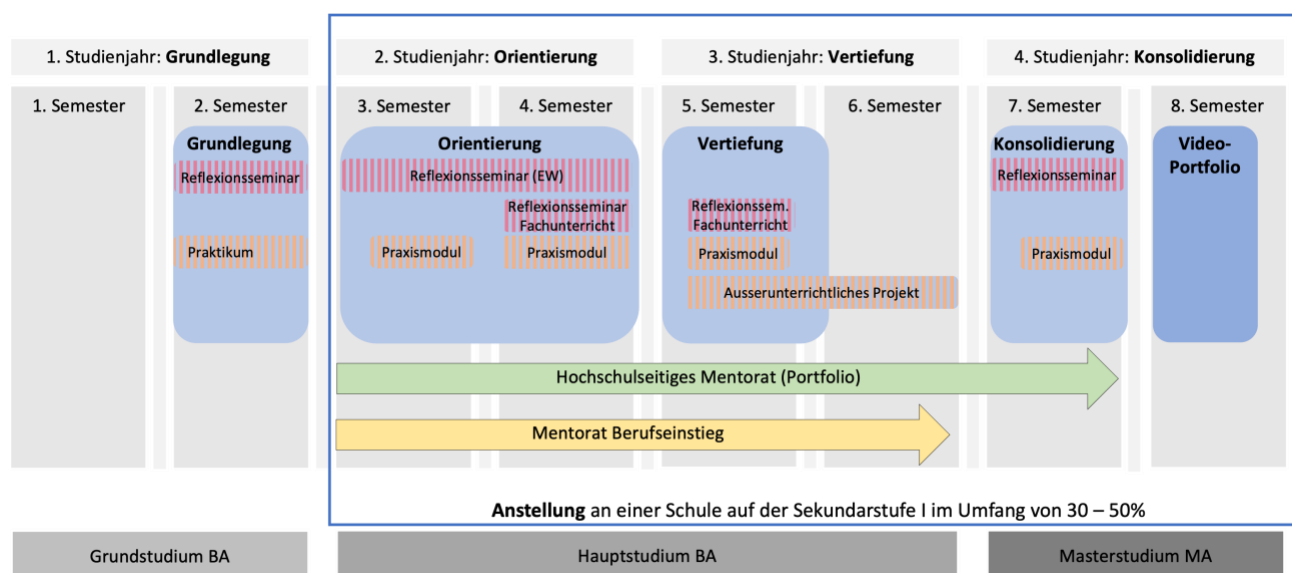 1. Studienjahr: Grundlegung
2. Studienjahr: Orientierung
3. Studienjahr: Vertiefung
4. Studienjahr: Konsolidierung
1. Semester
2. Semester
3. Semester
4. Semester
5. Semester
6. Semester
7. Semester
8. Semester
Grundlegung
Reflexionsseminar
Praktikum
Orientierung
Reflexionsseminar (EW)
Reflexionsseminar
Fachunterricht
Praxismodul
Praxismodul
Vertiefung
Reflexionssem.
Fachunterricht
Praxismodul
Ausserunterrichtliches Projekt
Konsolidierung
Reflexionsseminar
Praxismodul
Video-
Portfolio
Hochschulseitiges Mentorat (Portfolio)
Mentorat Berufseinstieg
Anstellung an einer Schule auf der Sekundarstufe I im Umfang von 30 – 50%
Grundstudium BA
Hauptstudium BA
Masterstudium MA